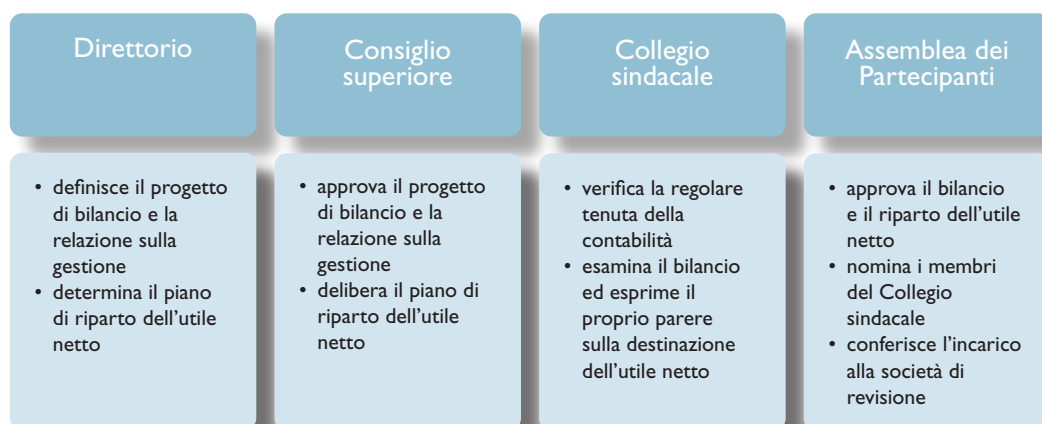 Direttorio
• definisce il progetto
di bilancio e la
relazione sulla
gestione
• determina il piano
di riparto dell'utile
netto
Consiglio
superiore
• approva il progetto
di bilancio e la
relazione sulla
gestione
• delibera il piano di
riparto dell'utile
netto
Collegio
sindacale
• verifica la regolare
tenuta della
contabilità
• esamina il bilancio
ed esprime il
proprio parere
sulla destinazione
dell'utile netto
Assemblea dei
Partecipanti
• approva il bilancio
e il riparto dell'utile
netto
• nomina i membri
del Collegio
sindacale
• conferisce l'incarico
alla società di
revisione